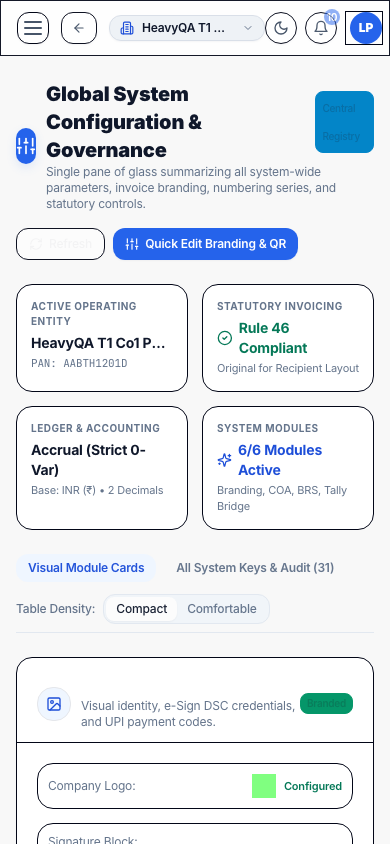 HeavyQA T1 ...
LP
Global System
Configuration &
Governance
Central
Registry
Single pane of glass summarizing all system-wide
parameters, invoice branding, numbering series, and
statutory controls.
Refresh
Quick Edit Branding & QR
ACTIVE OPERATING
ENTITY
HeavyQA T1 Co1 P...
PAN: AABTH1201D
STATUTORY INVOICING
Rule 46
Compliant
Original for Recipient Layout
LEDGER & ACCOUNTING
Accrual (Strict 0-
Var)
Base: INR (₹) • 2 Decimals
SYSTEM MODULES
6/6 Modules
Active
Branding, COA, BRS, Tally
Bridge
Visual Module Cards
All System Keys & Audit (31)
Table Density:
Compact
Comfortable
Visual identity, e-Sign DSC credentials,
and UPI payment codes.
Branded
Company Logo:
Configured
Signature Block: